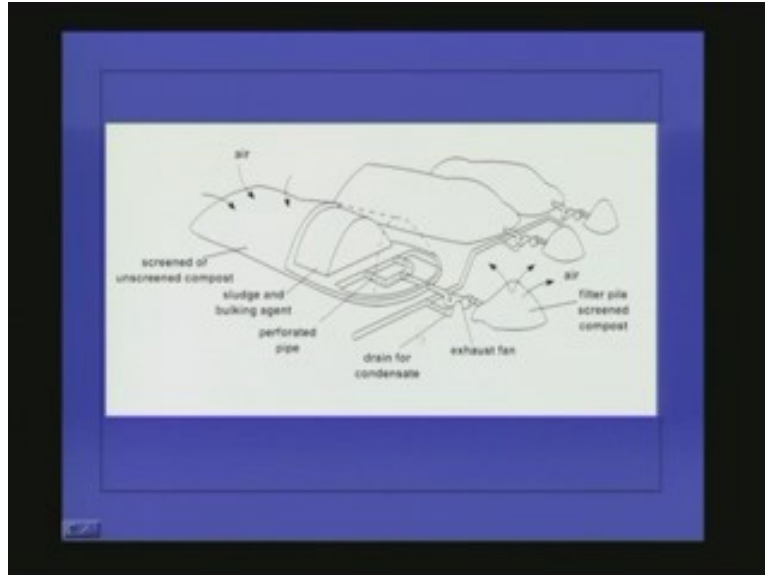 air
screened of
unscreened compost
sludge and
bulking agent
perforated
pipe
drain for
condensate
exhaust fan
air
filter pile
screened
compost